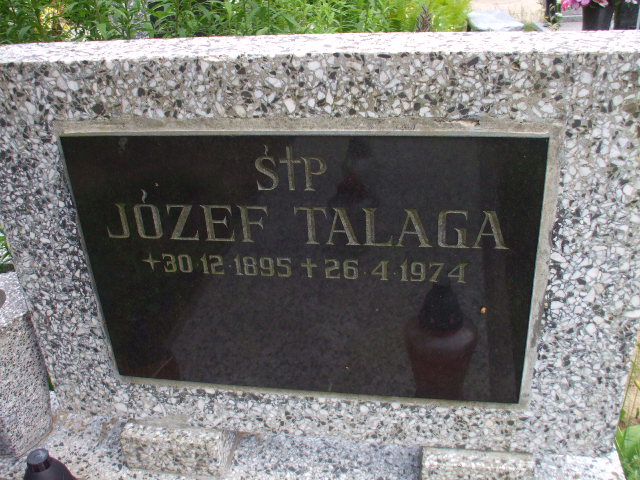 Ś†P
JÓZEF TALAGA
+30·12·1895 +26·4·1974